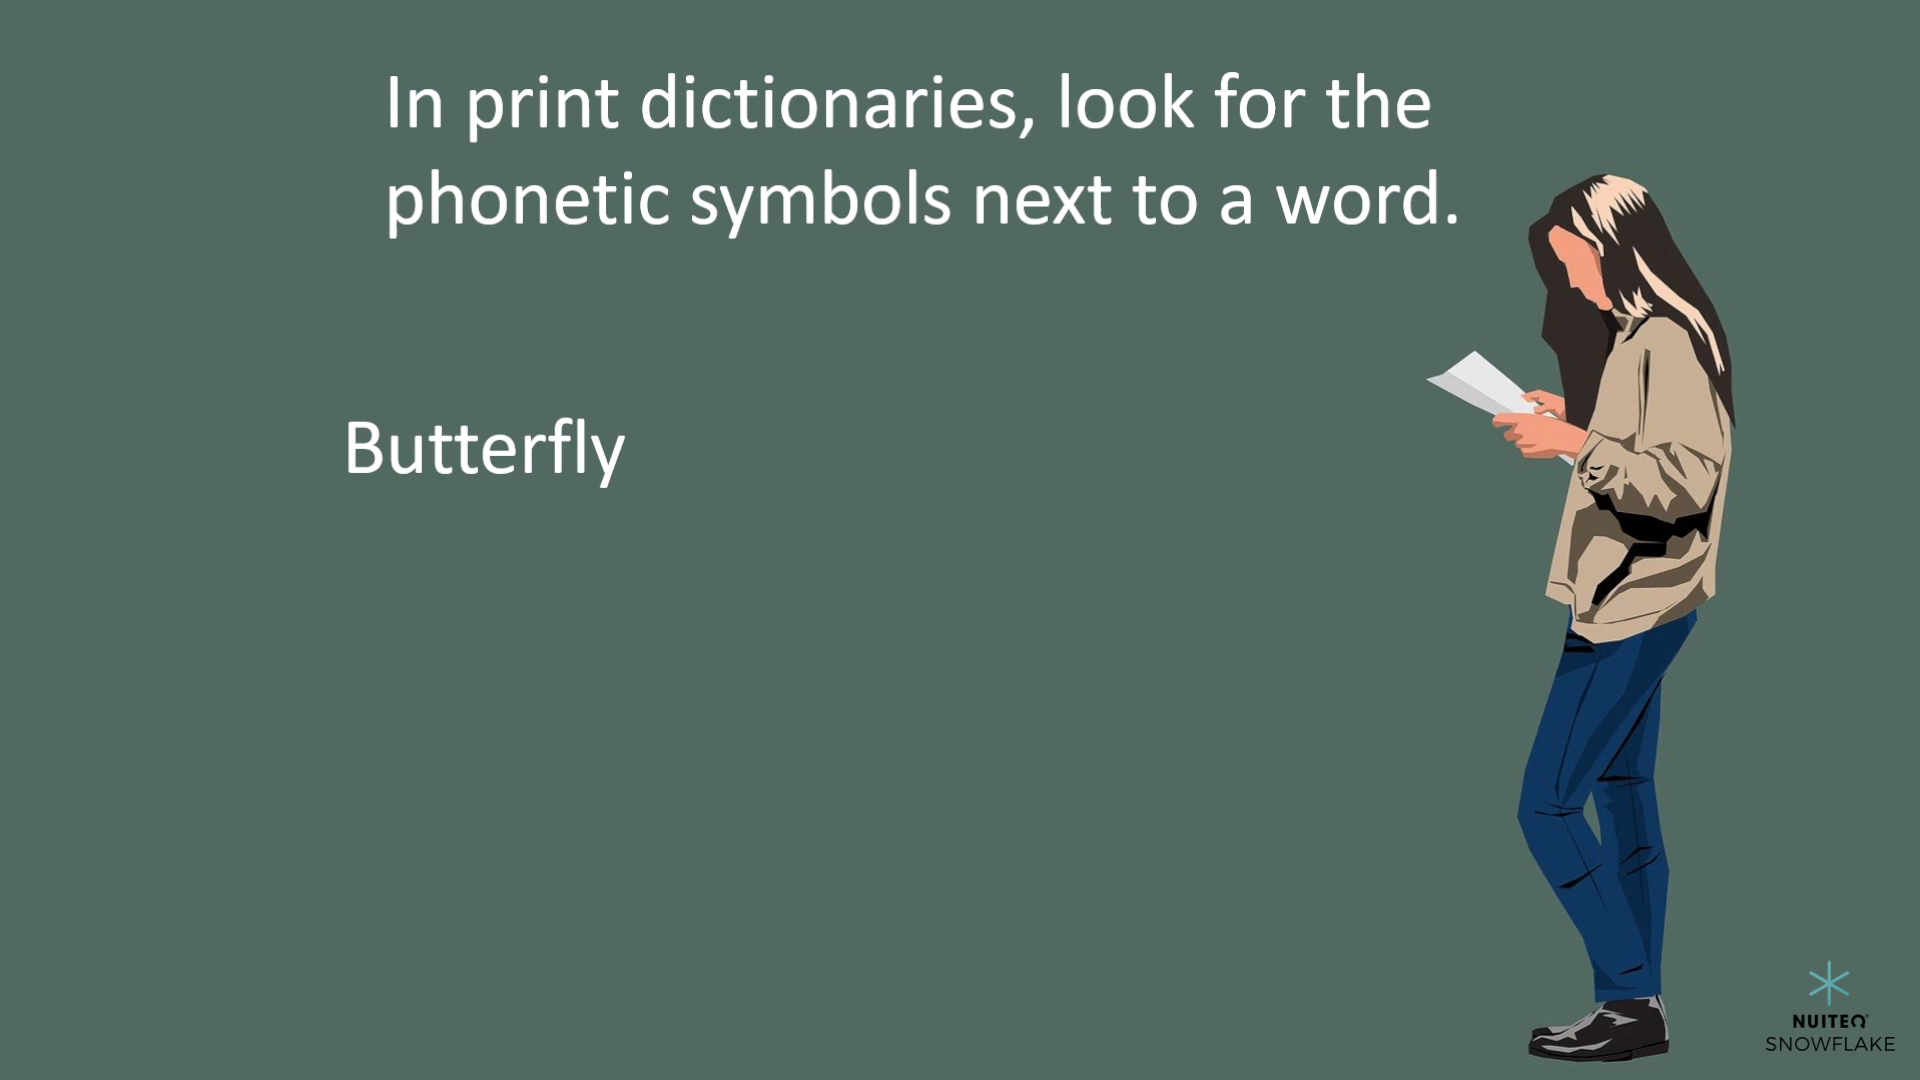 In print dictionaries, look for the
phonetic symbols next to a word.
Butterfly
NUITEQ
SNOWFLAKE